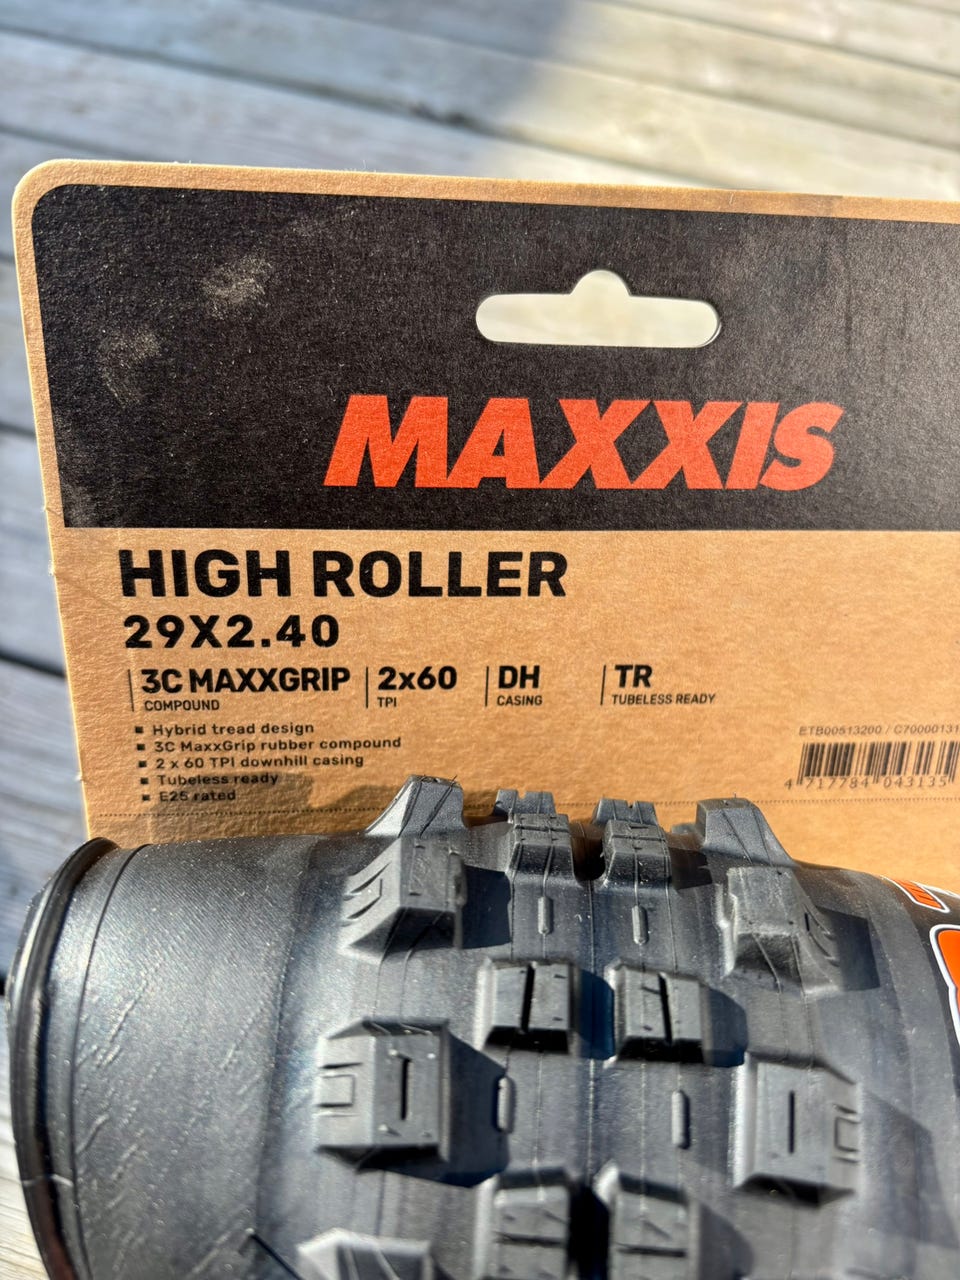 MAXXIS
HIGH ROLLER
29X2.40
3C MAXXGRIP
COMPOUND
2x60
TPI
DH
CASING
TR
TUBELESS READY
■ Hybrid tread design
■ 3C MaxxGrip rubber compound
■ 2 x 60 TPI downhill casing
■ Tubeless ready
■ E25 rated
ETB00513200 / C70000131
4 717784 043135